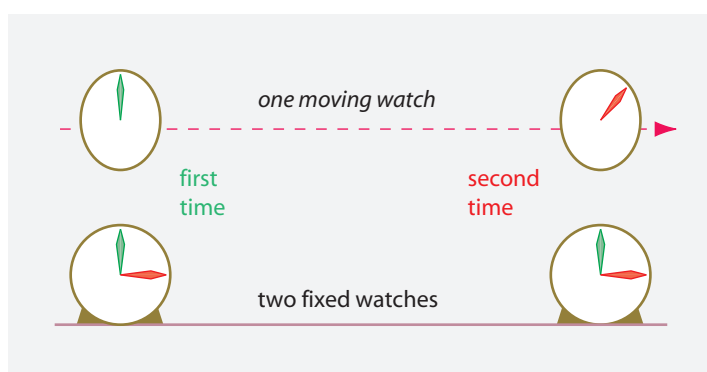 one moving watch
first
time
second
time
two fixed watches